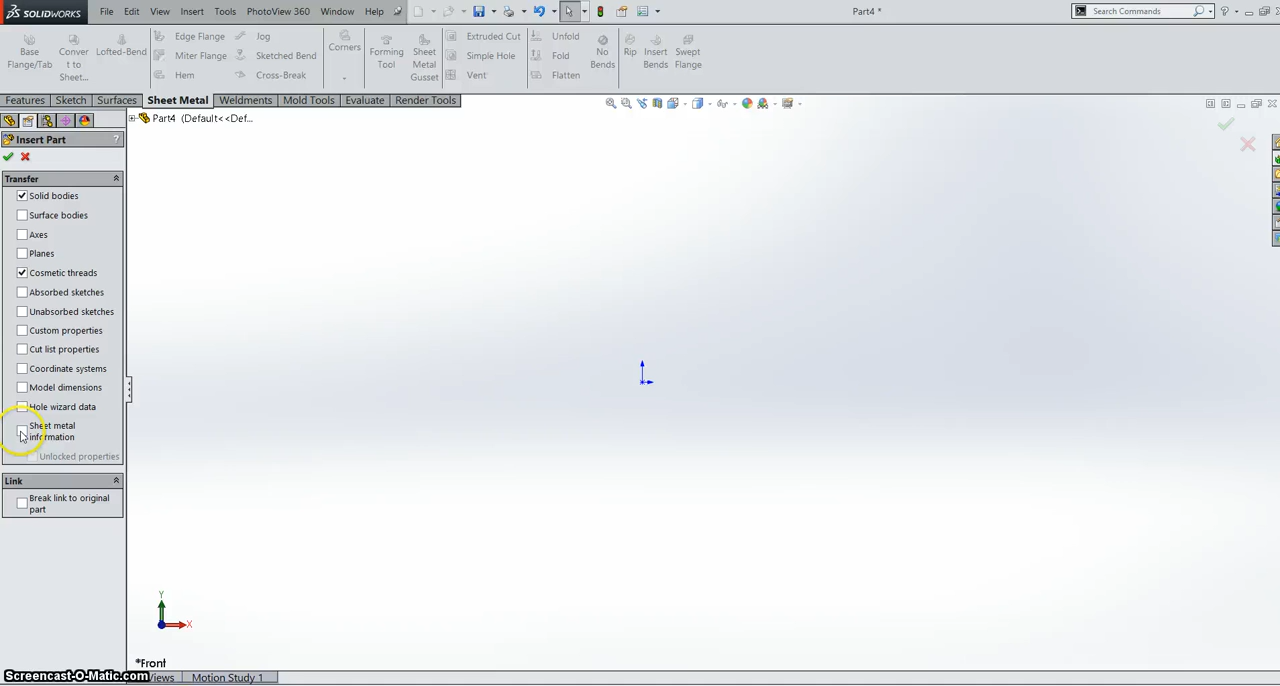 SOLIDWORKS File Edit View Insert Tools PhotoView 360 Window Help Part4 * Search Commands ?
Base Flange/Tab
Convert to Sheet...
Lofted-Bend
Edge Flange
Miter Flange
Hem
Jog
Sketched Bend
Cross-Break
Corners
Forming Tool
Sheet Metal Gusset
Extruded Cut
Simple Hole
Vent
Unfold
Fold
Flatten
No Bends
Rip
Insert Bends
Swept Flange
Features Sketch Surfaces Sheet Metal Weldments Mold Tools Evaluate Render Tools
Part4 (Default<<Def...
Insert Part ?
Transfer
Solid bodies
Surface bodies
Axes
Planes
Cosmetic threads
Absorbed sketches
Unabsorbed sketches
Custom properties
Cut list properties
Coordinate systems
Model dimensions
Hole wizard data
Sheet metal
information
Unlocked properties
Link
Break link to original
part
Y
X
*Front
Screencast-O-Matic.com Views Motion Study 1